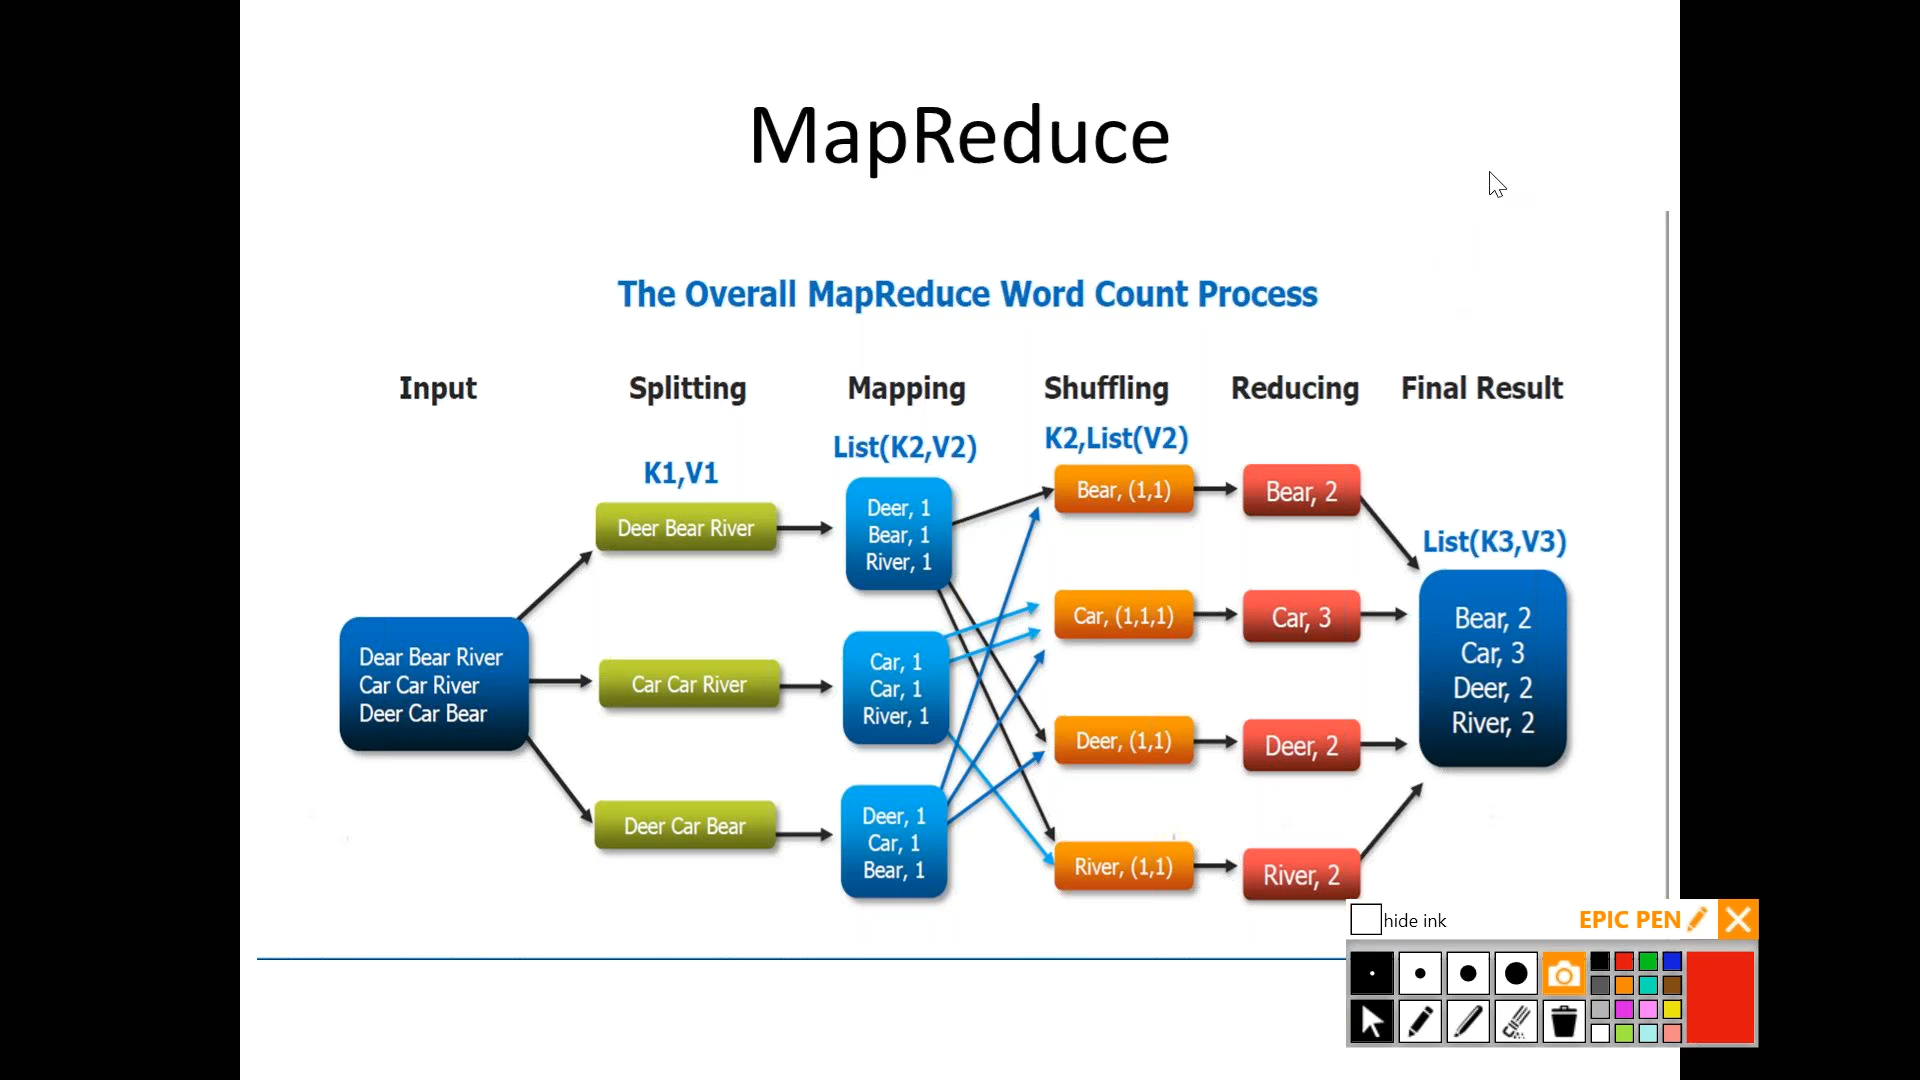 MapReduce
The Overall MapReduce Word Count Process
Input Splitting Mapping Shuffling Reducing Final Result
K1,V1
List(K2,V2)
K2,List(V2)
List(K3,V3)
Dear Bear River
Car Car River
Deer Car Bear
Deer Bear River
Car Car River
Deer Car Bear
Deer, 1
Bear, 1
River, 1
Car, 1
Car, 1
River, 1
Deer, 1
Car, 1
Bear, 1
Bear, (1,1)
Car, (1,1,1)
Deer, (1,1)
River, (1,1)
Bear, 2
Car, 3
Deer, 2
River, 2
Bear, 2
Car, 3
Deer, 2
River, 2
hide ink
EPIC PEN